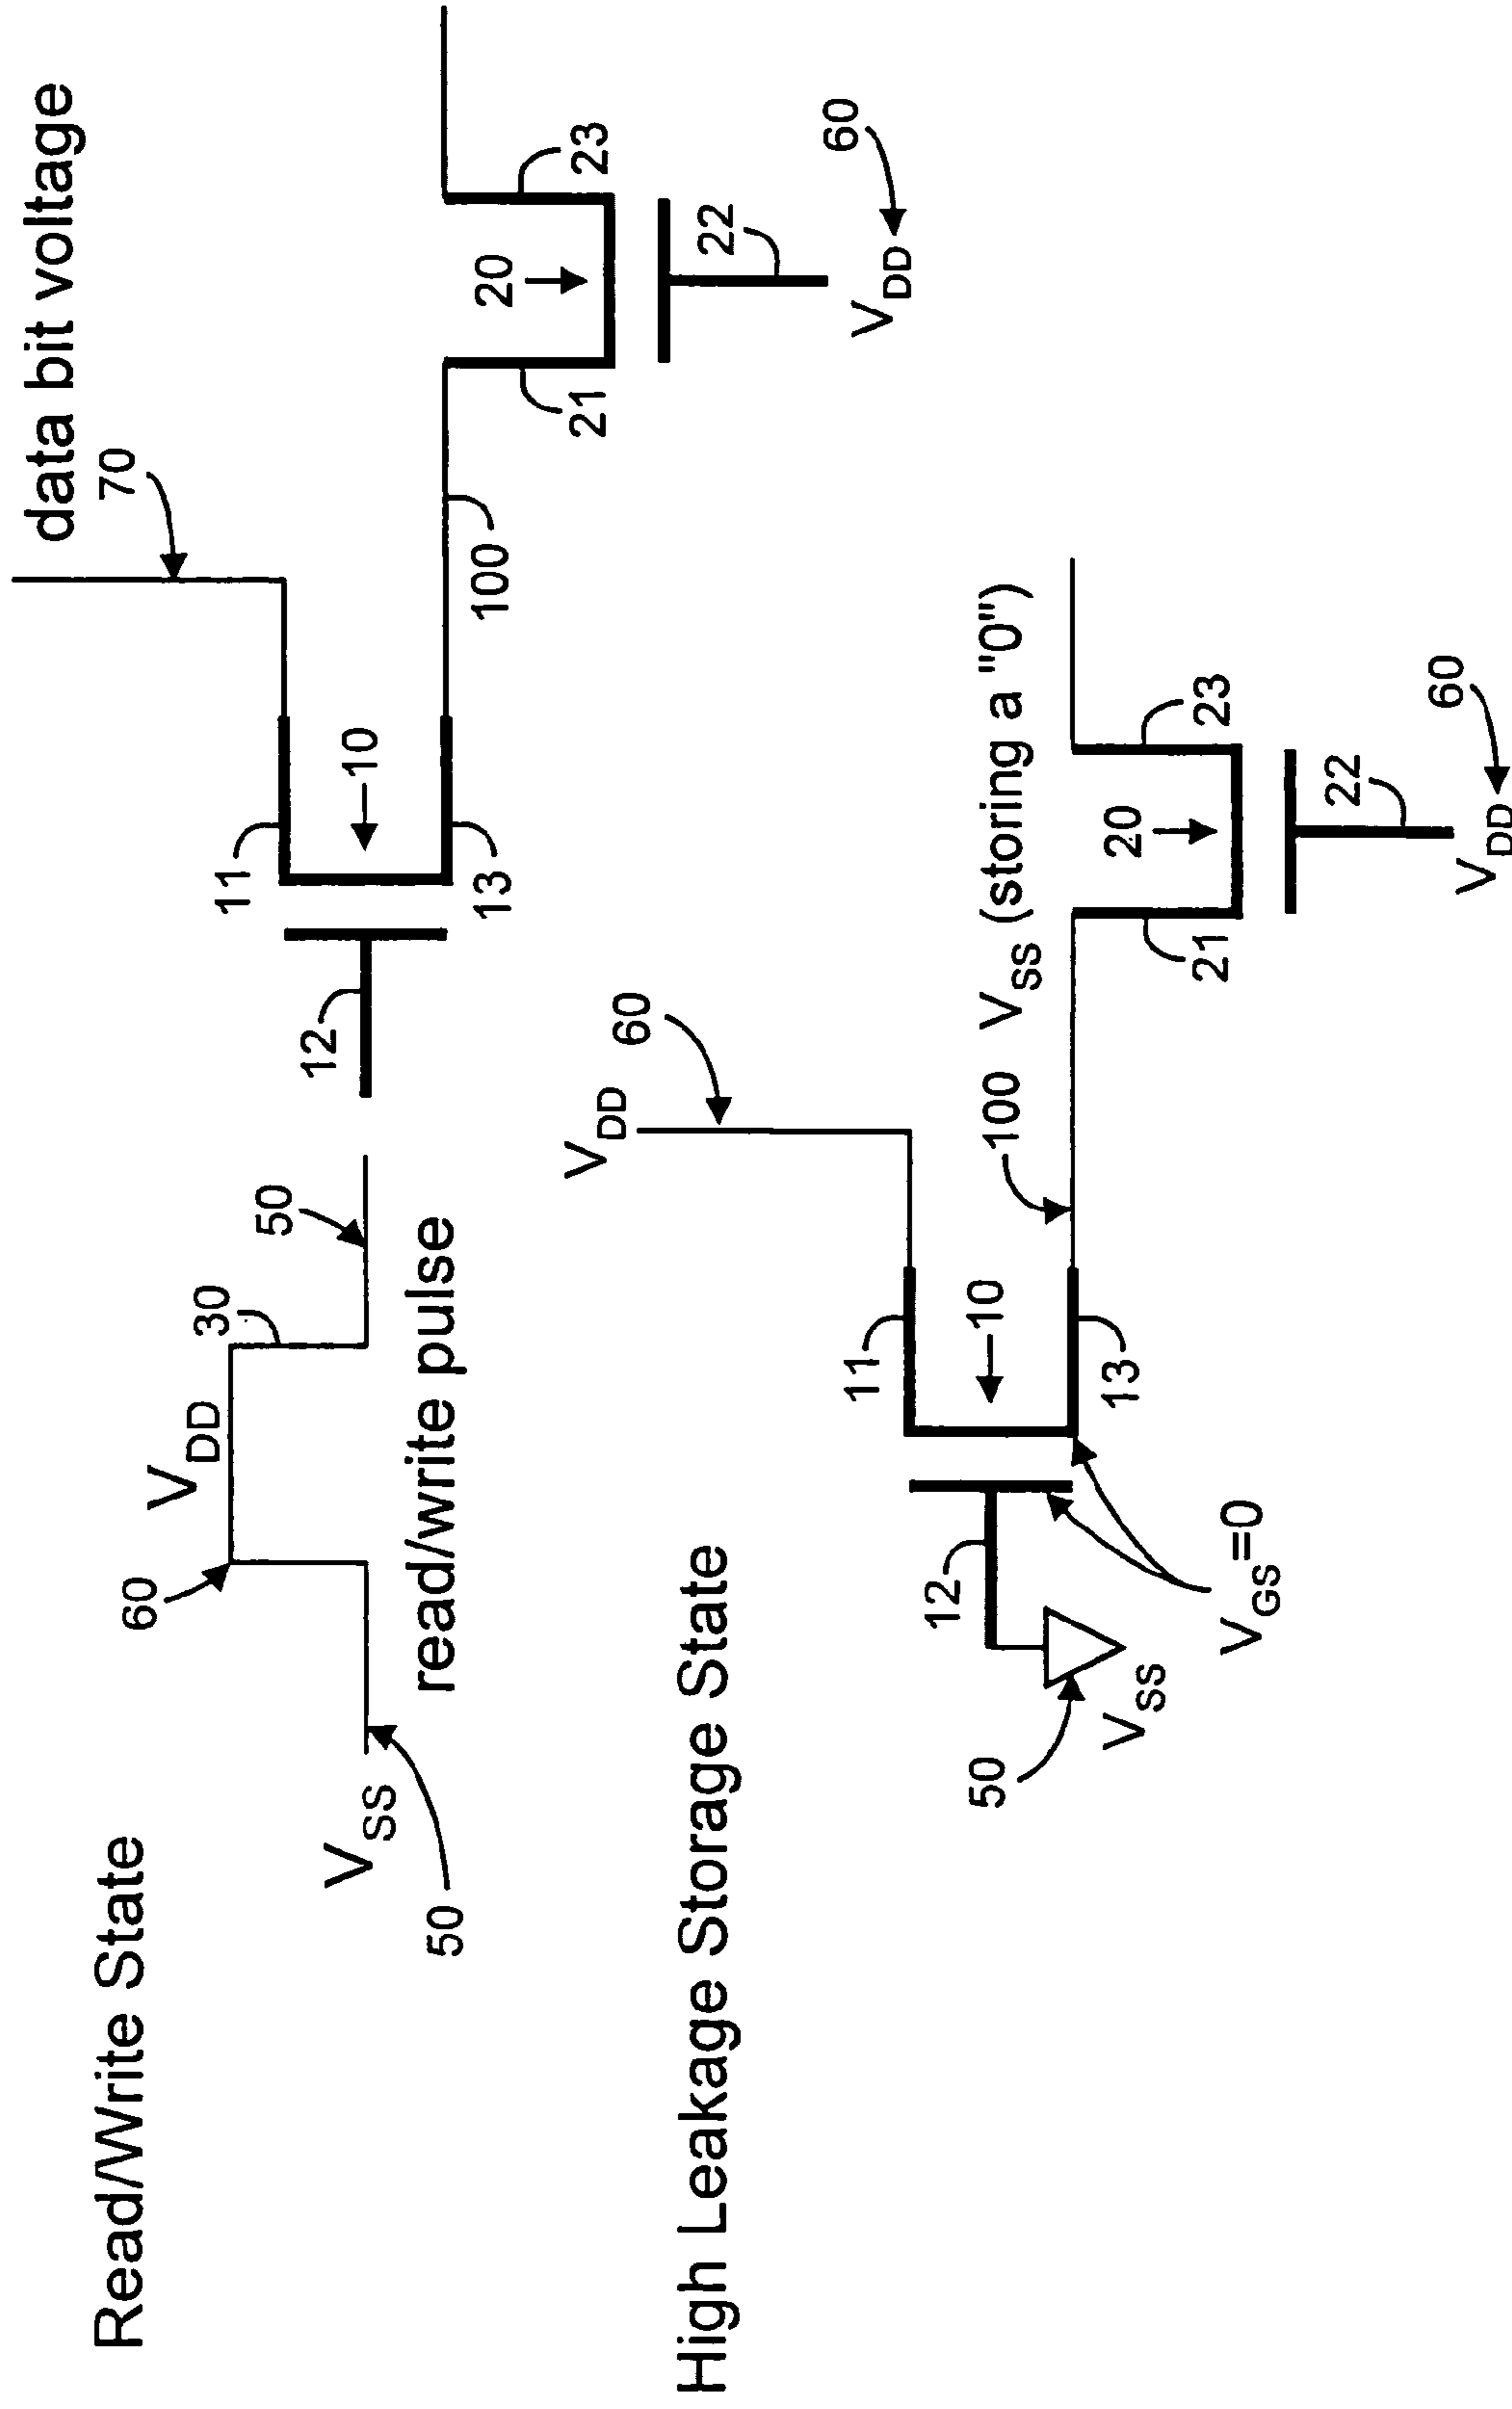 Read/Write State
data bit voltage
70
60
V_DD
30
50
11
10
12
13
V_SS
50
read/write pulse
100
20
21
23
22
V_DD
60
High Leakage Storage State
V_DD
60
11
10
12
13
100
V_SS (storing a "0")
50
V_SS
V_GS=0
20
21
23
22
V_DD
60